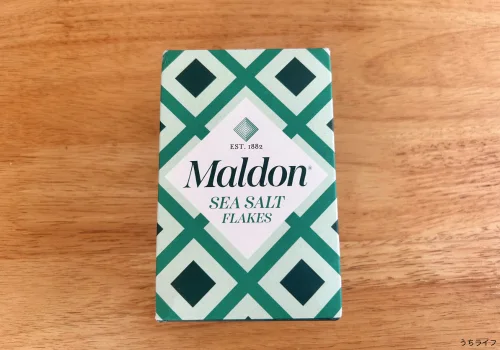 EST. 1882
Maldon®
SEA SALT
FLAKES
うちライフ